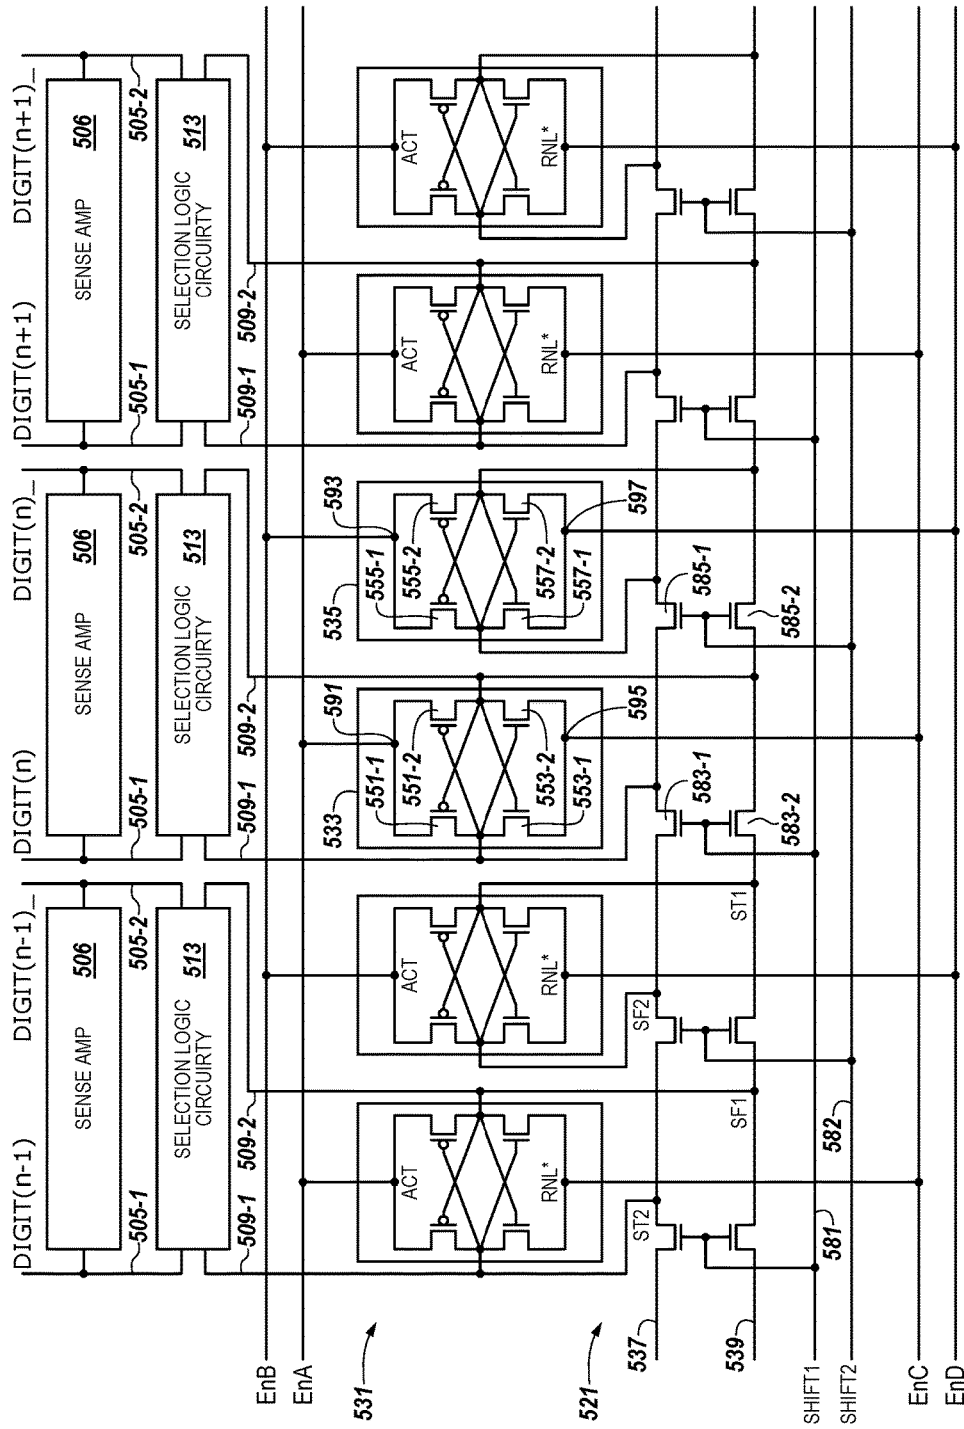 DIGIT(n-1)
DIGIT(n-1)_
DIGIT(n)
DIGIT(n)_
DIGIT(n+1)
DIGIT(n+1)_
SENSE AMP
506
SENSE AMP
506
SENSE AMP
506
505-1
505-2
505-1
505-2
505-1
505-2
SELECTION LOGIC
CIRCUIRTY
513
SELECTION LOGIC
CIRCUIRTY
513
SELECTION LOGIC
CIRCUIRTY
513
509-1
509-2
509-1
509-2
509-1
509-2
EnB
EnA
531
533
591
535
593
ACT
ACT
551-1
551-2
555-1
555-2
ACT
ACT
553-2
553-1
557-2
557-1
RNL*
RNL*
595
597
RNL*
RNL*
521
537
ST2
SF2
583-1
585-1
539
SF1
ST1
583-2
585-2
SHIFT1
581
SHIFT2
582
EnC
EnD